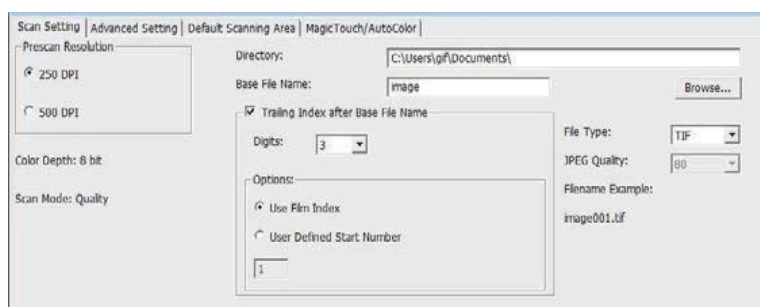 Scan Setting Advanced Setting Default Scanning Area MagicTouch/AutoColor
Prescan Resolution
250 DPI
500 DPI
Color Depth: 8 bit
Scan Mode: Quality
Directory: C:\Users\gif\Documents\
Base File Name: image
Browse...
Trailing Index after Base File Name
Digits: 3
Options:
Use Film Index
User Defined Start Number
1
File Type: TIF
JPEG Quality: 80
Filename Example:
image001.tif